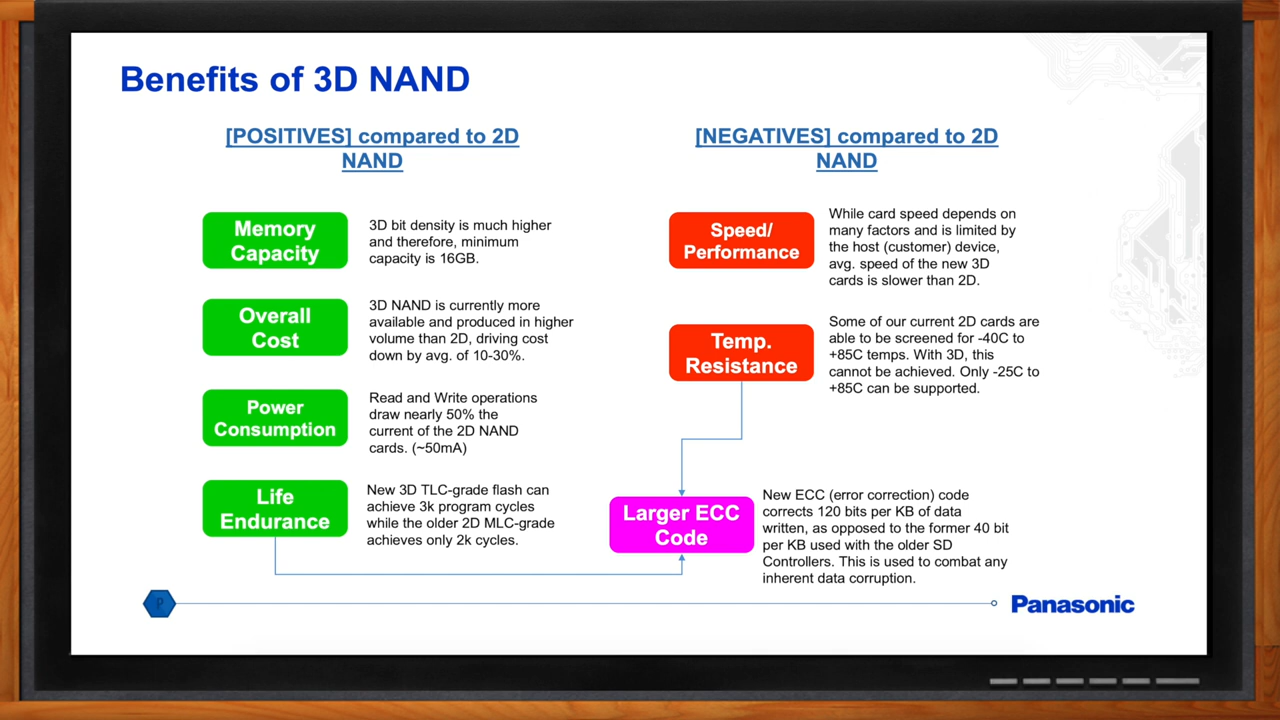 Benefits of 3D NAND
[POSITIVES] compared to 2D
NAND
Memory
Capacity
3D bit density is much higher
and therefore, minimum
capacity is 16GB.
Overall
Cost
3D NAND is currently more
available and produced in higher
volume than 2D, driving cost
down by avg. of 10-30%.
Power
Consumption
Read and Write operations
draw nearly 50% the
current of the 2D NAND
cards. (~50mA)
Life
Endurance
New 3D TLC-grade flash can
achieve 3k program cycles
while the older 2D MLC-grade
achieves only 2k cycles.
[NEGATIVES] compared to 2D
NAND
Speed/
Performance
While card speed depends on
many factors and is limited by
the host (customer) device,
avg. speed of the new 3D
cards is slower than 2D.
Temp.
Resistance
Some of our current 2D cards are
able to be screened for -40C to
+85C temps. With 3D, this
cannot be achieved. Only -25C to
+85C can be supported.
Larger ECC
Code
New ECC (error correction) code
corrects 120 bits per KB of data
written, as opposed to the former 40 bit
per KB used with the older SD
Controllers. This is used to combat any
inherent data corruption.
P
Panasonic